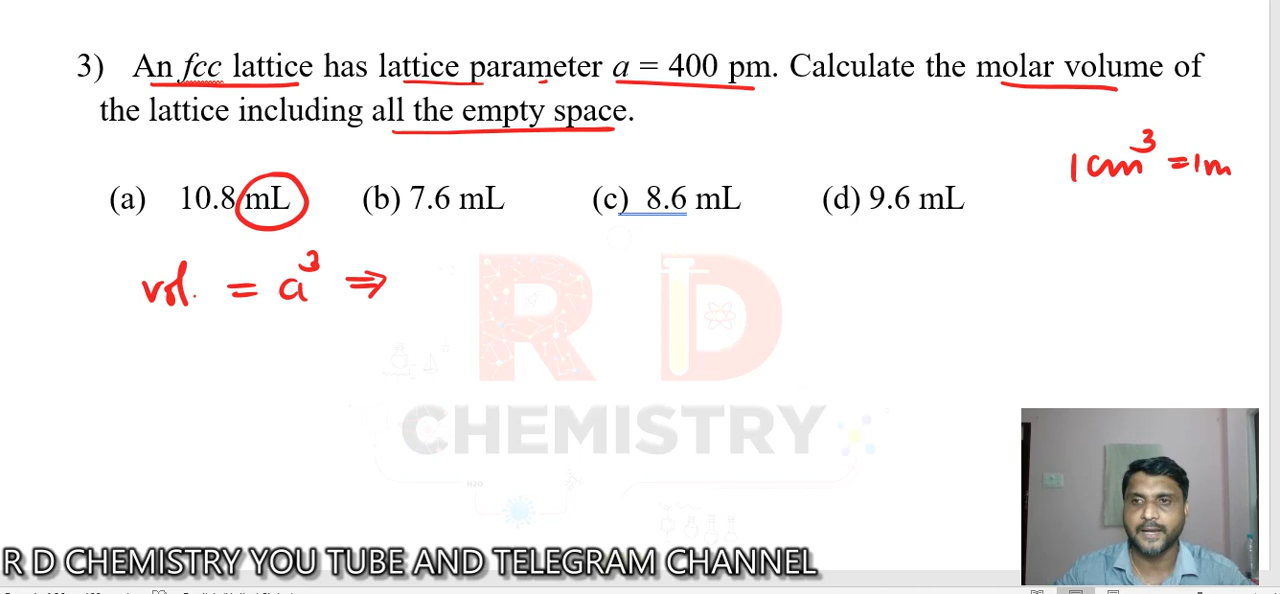 3) An fcc lattice has lattice parameter a = 400 pm. Calculate the molar volume of
the lattice including all the empty space.
1 cm³ = 1m
(a) 10.8 mL (b) 7.6 mL (c) 8.6 mL (d) 9.6 mL
vol. = a³ ⇒
R D
CHEMISTRY
H2O
R D CHEMISTRY YOU TUBE AND TELEGRAM CHANNEL